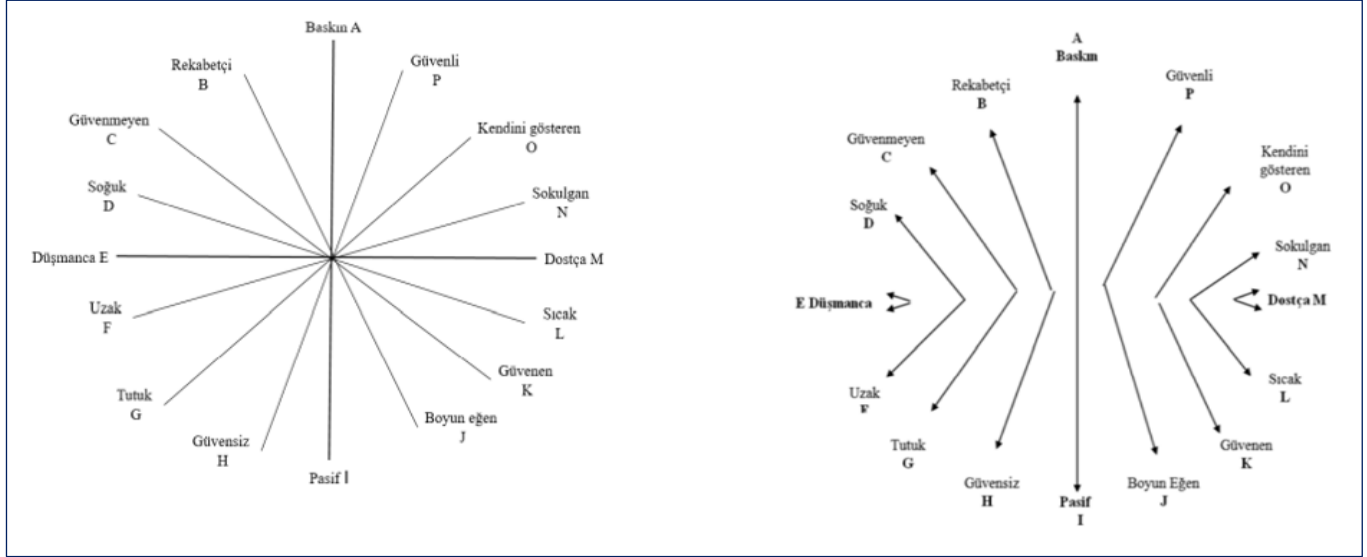 Baskın A
Rekabetçi
B
Güvenli
P
Güvenmeyen
C
Kendini gösteren
O
Soğuk
D
Sokulgan
N
Düşmanca E
Dostça M
Uzak
F
Sıcak
L
Tutuk
G
Güvenen
K
Güvensiz
H
Boyun eğen
J
Pasif I
A
Baskın
Rekabetçi
B
Güvenli
P
Güvenmeyen
C
Kendini
gösteren
O
Soğuk
D
Sokulgan
N
E Düşmanca
Dostça M
Uzak
F
Sıcak
L
Tutuk
G
Güvenen
K
Güvensiz
H
Boyun Eğen
J
Pasif
I